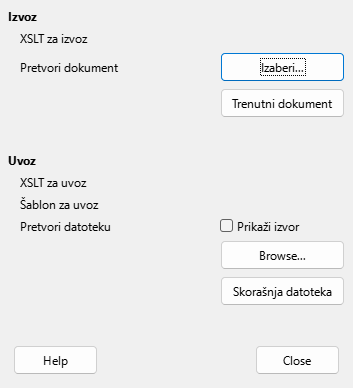 Izvoz
XSLT za izvoz
Pretvori dokument
Izaberi...
Trenutni dokument
Uvoz
XSLT za uvoz
Šablon za uvoz
Pretvori datoteku
Prikaži izvor
Browse...
Skorašnja datoteka
Help
Close